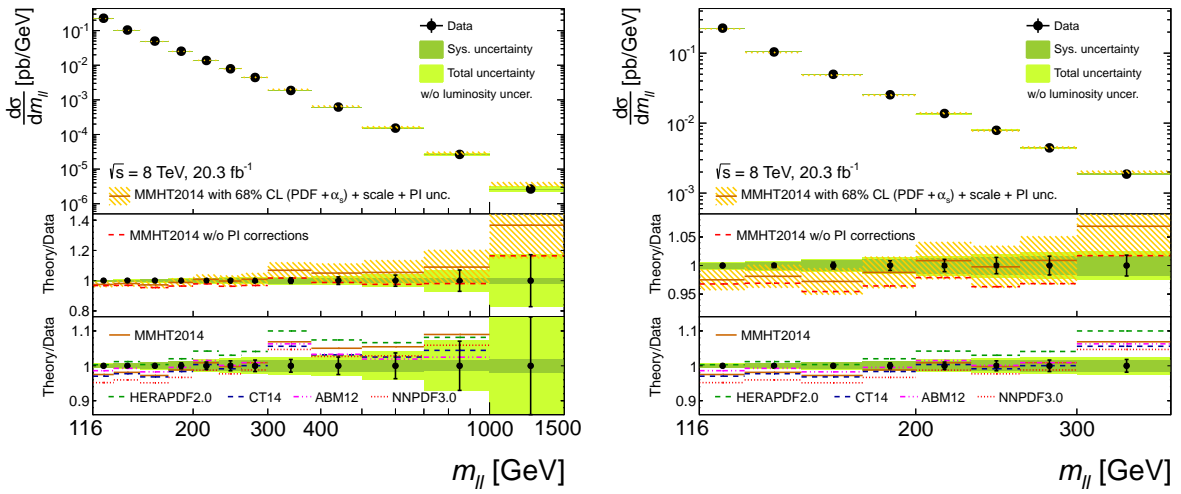 dσ/dm_ll [pb/GeV]
10⁻¹
10⁻²
10⁻³
10⁻⁴
10⁻⁵
10⁻⁶
Data
Sys. uncertainty
Total uncertainty
w/o luminosity uncer.
√s = 8 TeV, 20.3 fb⁻¹
MMHT2014 with 68% CL (PDF + α_s) + scale + PI unc.
Theory/Data
1.4
1.2
1
0.8
MMHT2014 w/o PI corrections
Theory/Data
1.1
1
0.9
MMHT2014
HERAPDF2.0 CT14 ABM12 NNPDF3.0
116 200 300 400 1000 1500
m_ll [GeV]
dσ/dm_ll [pb/GeV]
10⁻¹
10⁻²
10⁻³
Data
Sys. uncertainty
Total uncertainty
w/o luminosity uncer.
√s = 8 TeV, 20.3 fb⁻¹
MMHT2014 with 68% CL (PDF + α_s) + scale + PI unc.
Theory/Data
1.05
1
0.95
MMHT2014 w/o PI corrections
Theory/Data
1.1
1
0.9
MMHT2014
HERAPDF2.0 CT14 ABM12 NNPDF3.0
116 200 300
m_ll [GeV]